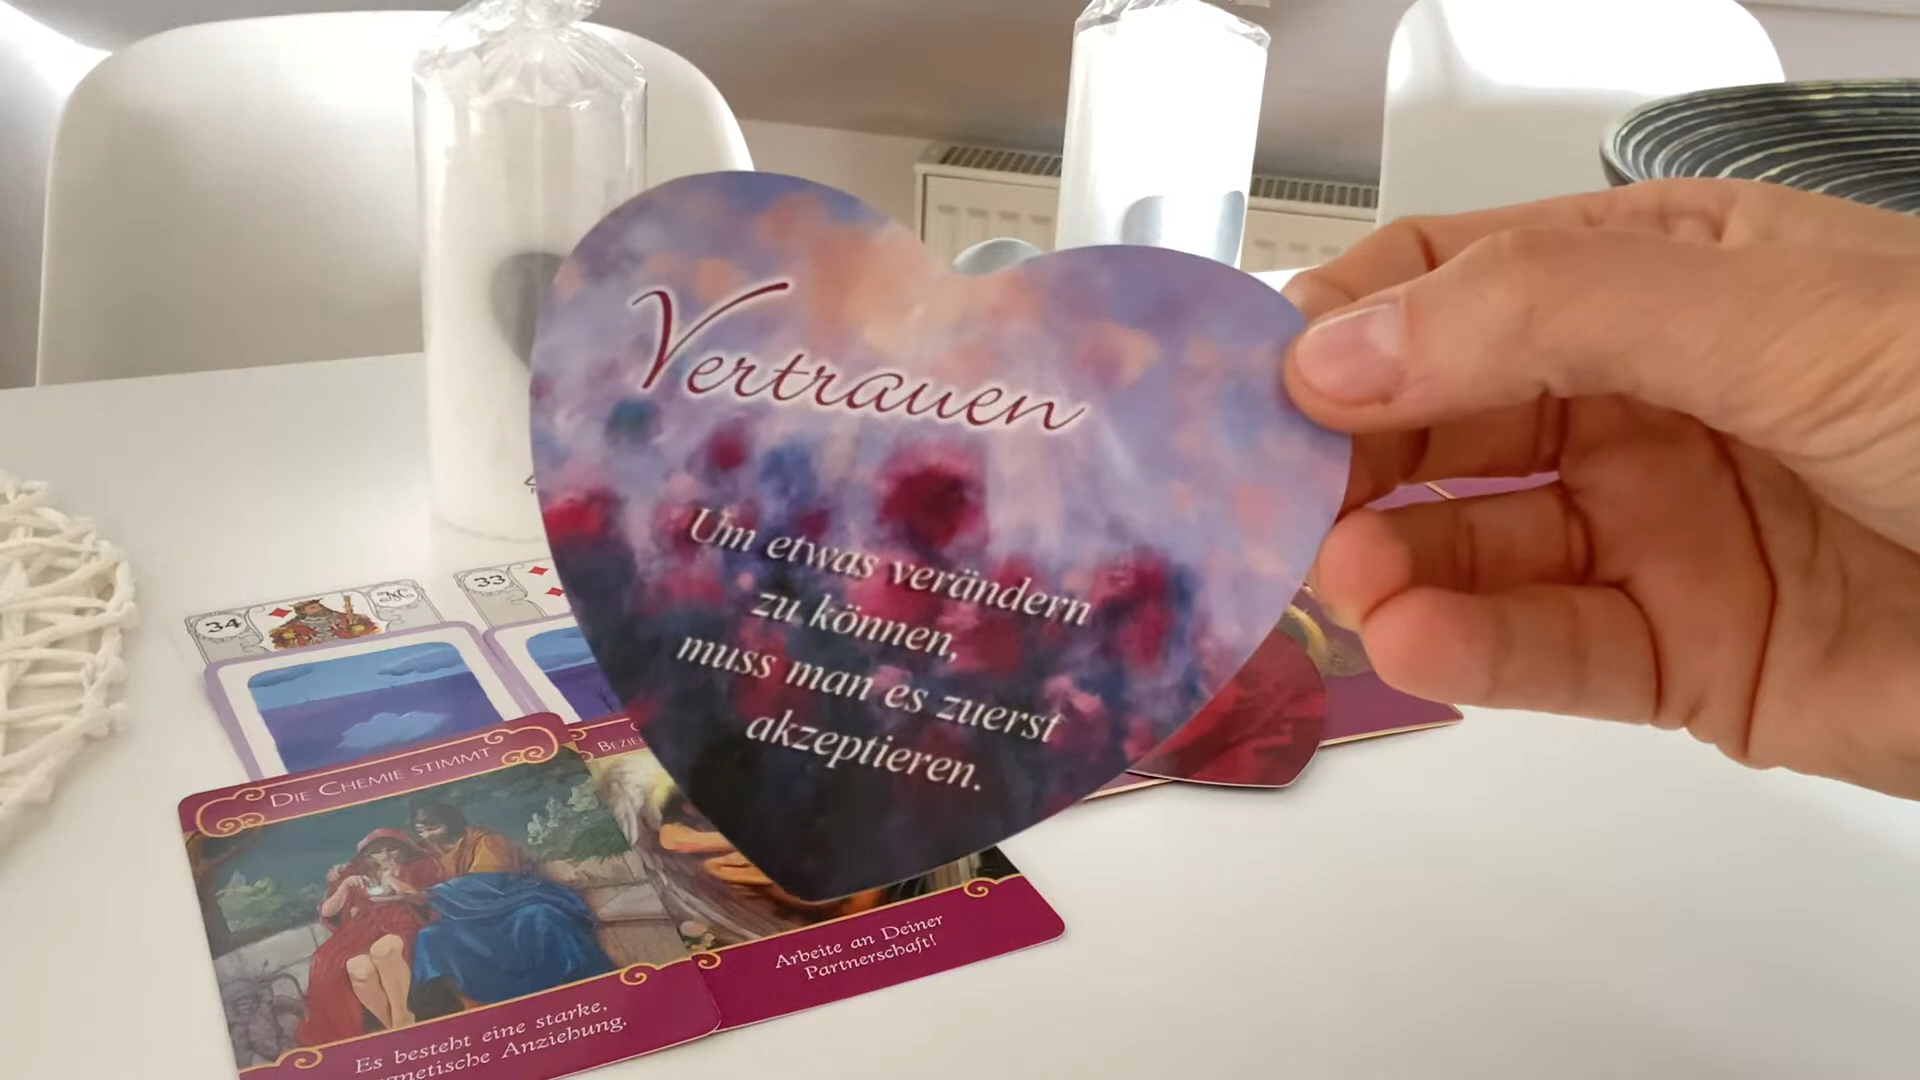 Vertrauen
Um etwas verändern
zu können,
muss man es zuerst
akzeptieren.
34
33
DIE CHEMIE STIMMT
Es besteht eine starke,
Anziehung.
Arbeite an Deiner
Partnerschaft!